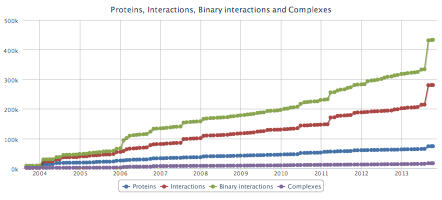 Proteins, Interactions, Binary interactions and Complexes
500k
400k
300k
200k
100k
0k
2004 2005 2006 2007 2008 2009 2010 2011 2012 2013
Proteins Interactions Binary interactions Complexes